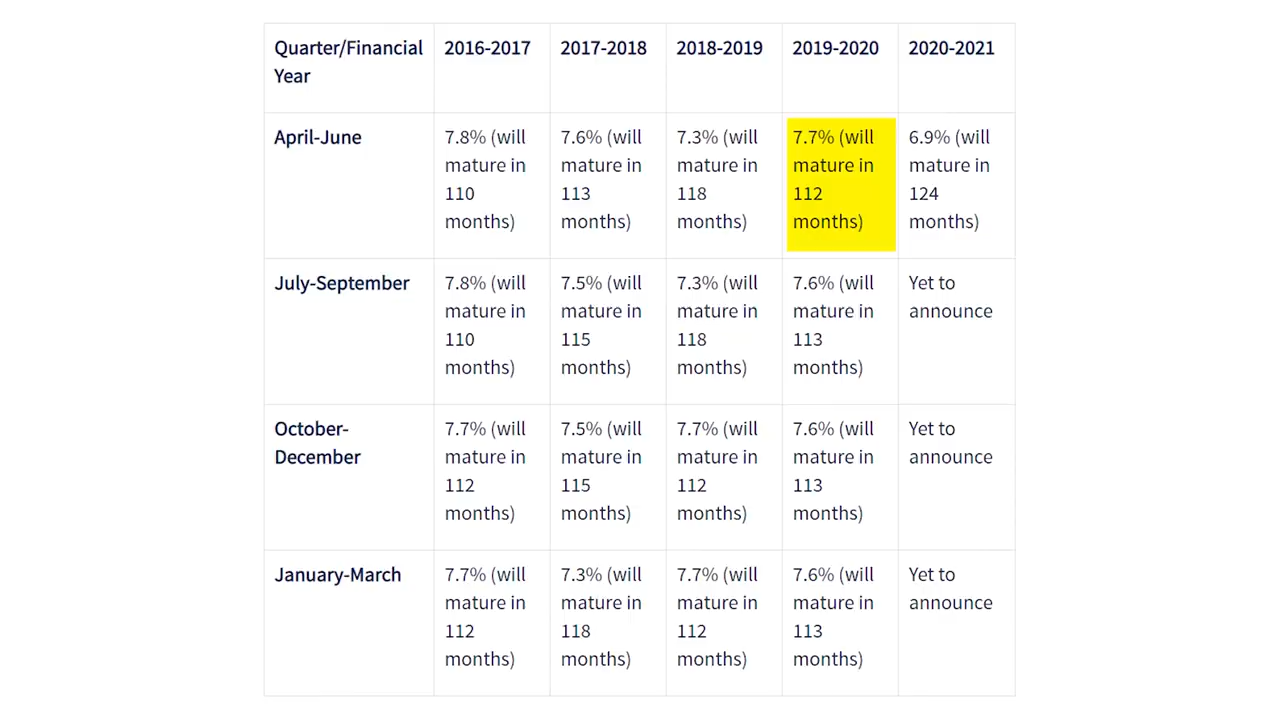 Quarter/Financial Year
2016-2017
2017-2018
2018-2019
2019-2020
2020-2021
April-June
7.8% (will
mature in
110
months)
7.6% (will
mature in
113
months)
7.3% (will
mature in
118
months)
7.7% (will
mature in
112
months)
6.9% (will
mature in
124
months)
July-September
7.8% (will
mature in
110
months)
7.5% (will
mature in
115
months)
7.3% (will
mature in
118
months)
7.6% (will
mature in
113
months)
Yet to
announce
October-
December
7.7% (will
mature in
112
months)
7.5% (will
mature in
115
months)
7.7% (will
mature in
112
months)
7.6% (will
mature in
113
months)
Yet to
announce
January-March
7.7% (will
mature in
112
months)
7.3% (will
mature in
118
months)
7.7% (will
mature in
112
months)
7.6% (will
mature in
113
months)
Yet to
announce